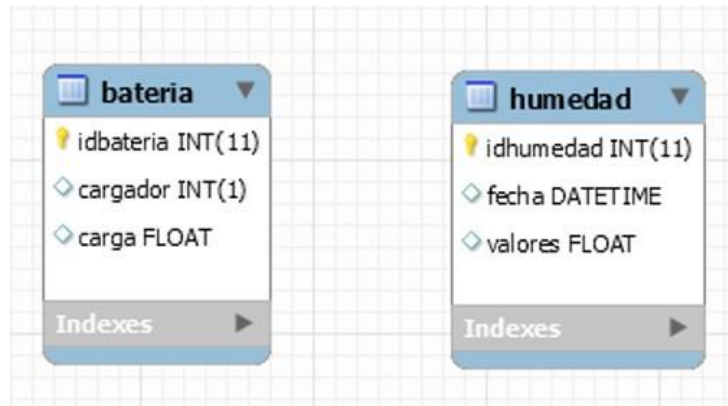 bateria
idbateria INT(11)
cargador INT(1)
carga FLOAT
Indexes
humedad
idhumedad INT(11)
fecha DATETIME
valores FLOAT
Indexes